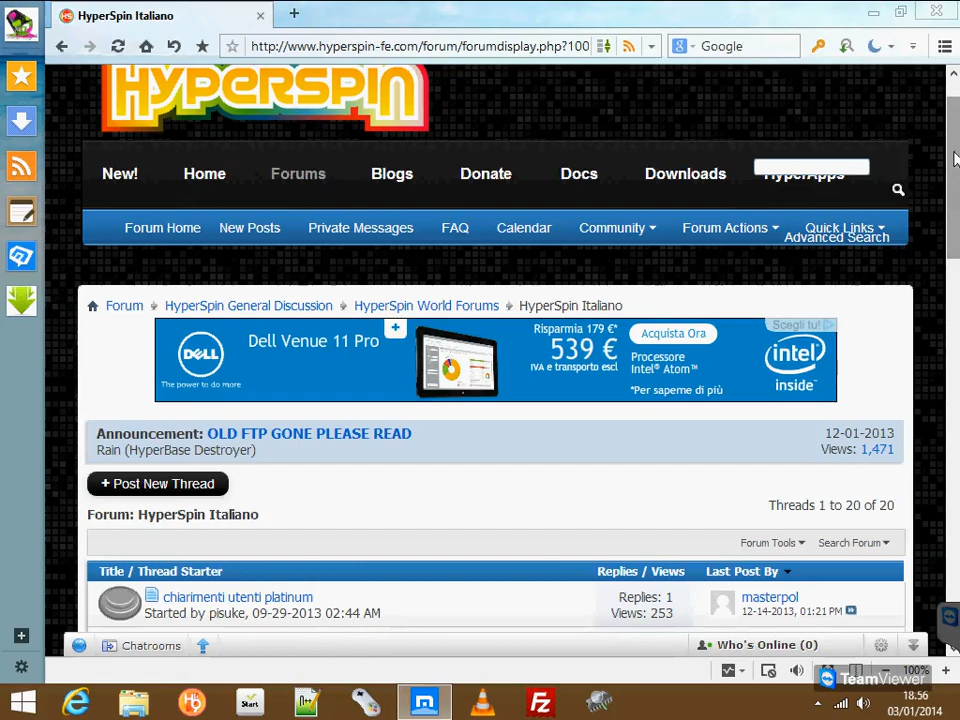 HyperSpin Italiano
http://www.hyperspin-fe.com/forum/forumdisplay.php?100
Google
HYPERSPIN
New! Home Forums Blogs Donate Docs Downloads HyperApps
Forum Home New Posts Private Messages FAQ Calendar Community Forum Actions Quick Links
Advanced Search
Forum HyperSpin General Discussion HyperSpin World Forums HyperSpin Italiano
DELL
The power to do more
Dell Venue 11 Pro
Risparmia 179 €*
539 €
IVA e trasporto escl
Acquista Ora
Processore
Intel® Atom™
*Per saperne di più
Scegli tu!
intel
inside™
Announcement: OLD FTP GONE PLEASE READ 12-01-2013
Rain (HyperBase Destroyer) Views: 1,471
+ Post New Thread
Threads 1 to 20 of 20
Forum: HyperSpin Italiano
Forum Tools Search Forum
Title / Thread Starter Replies / Views Last Post By
chiarimenti utenti platinum Replies: 1 masterpol
Started by pisuke, 09-29-2013 02:44 AM Views: 253 12-14-2013, 01:21 PM
Chatrooms Who's Online (0)
100%
TeamViewer
Start
18.56
03/01/2014